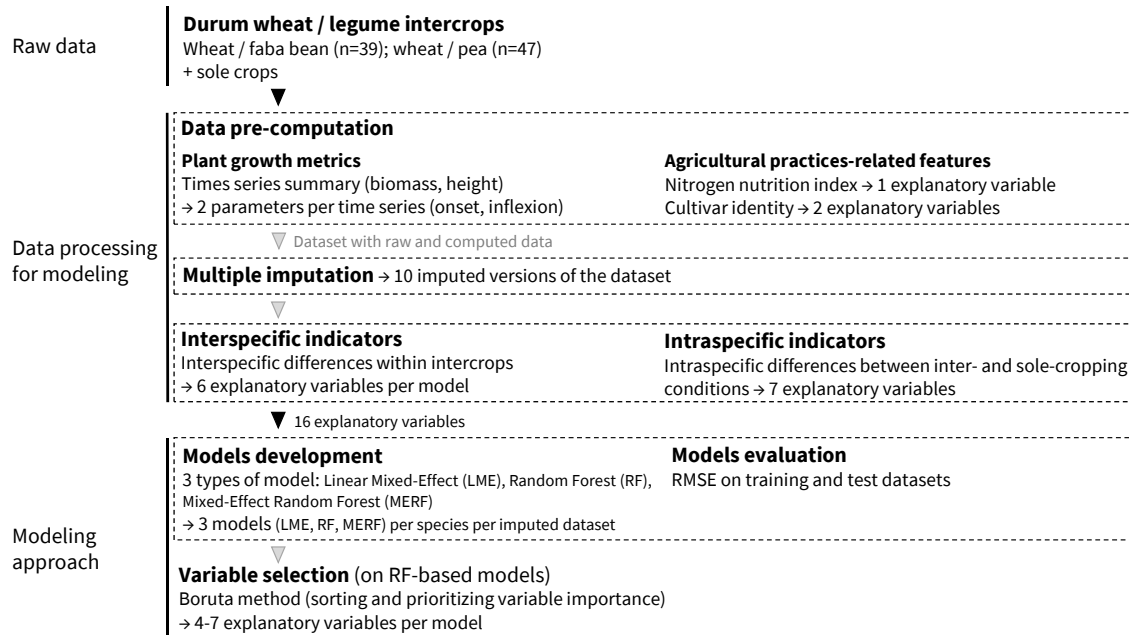 Raw data
Durum wheat / legume intercrops
Wheat / faba bean (n=39); wheat / pea (n=47)
+ sole crops
Data processing
for modeling
Data pre-computation
Plant growth metrics
Times series summary (biomass, height)
→ 2 parameters per time series (onset, inflexion)
Agricultural practices-related features
Nitrogen nutrition index → 1 explanatory variable
Cultivar identity → 2 explanatory variables
Dataset with raw and computed data
Multiple imputation → 10 imputed versions of the dataset
Interspecific indicators
Interspecific differences within intercrops
→ 6 explanatory variables per model
Intraspecific indicators
Intraspecific differences between inter- and sole-cropping
conditions → 7 explanatory variables
16 explanatory variables
Modeling
approach
Models development
3 types of model: Linear Mixed-Effect (LME), Random Forest (RF),
Mixed-Effect Random Forest (MERF)
→ 3 models (LME, RF, MERF) per species per imputed dataset
Models evaluation
RMSE on training and test datasets
Variable selection (on RF-based models)
Boruta method (sorting and prioritizing variable importance)
→ 4-7 explanatory variables per model